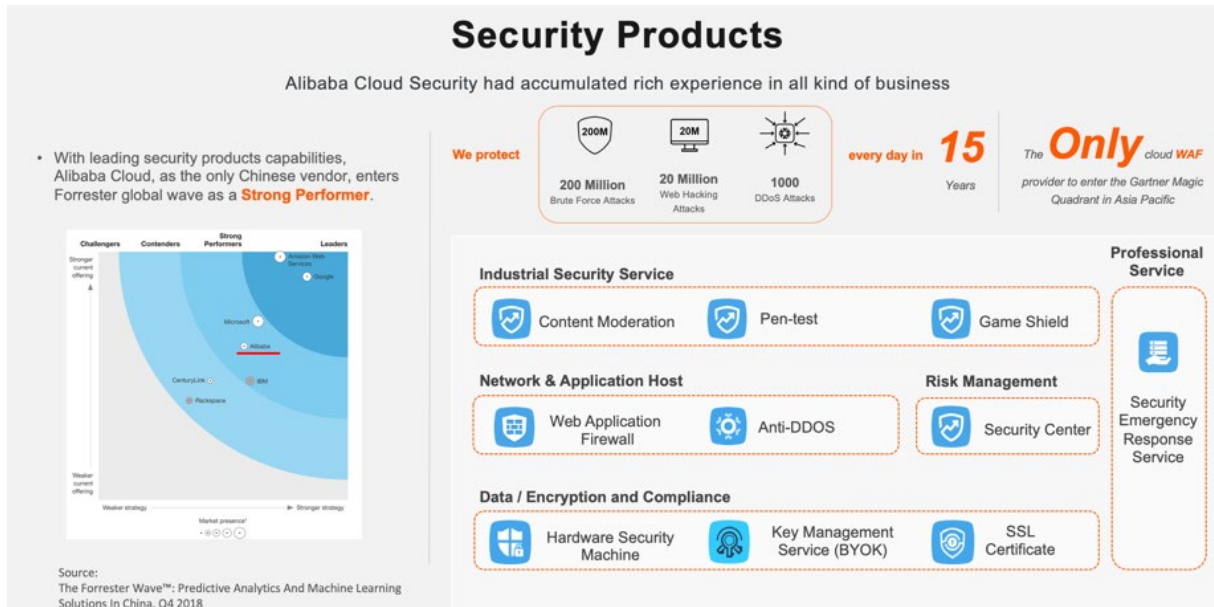 Security Products
Alibaba Cloud Security had accumulated rich experience in all kind of business
• With leading security products capabilities,
Alibaba Cloud, as the only Chinese vendor, enters
Forrester global wave as a Strong Performer.
Challengers
Contenders
Strong
Performers
Leaders
Stronger
current
offering
Amazon Web
Services
Google
Microsoft
Alibaba
CenturyLink
IBM
Rackspace
Weaker
current
offering
Weaker strategy
Stronger strategy
Market presence
Source:
The Forrester Wave™: Predictive Analytics And Machine Learning
Solutions In China, Q4 2018
We protect
200M
200 Million
Brute Force Attacks
20M
20 Million
Web Hacking
Attacks
1000
DDoS Attacks
every day in
15
Years
The Only cloud WAF
provider to enter the Gartner Magic
Quadrant in Asia Pacific
Industrial Security Service
Content Moderation
Pen-test
Game Shield
Network & Application Host
Web Application
Firewall
Anti-DDOS
Risk Management
Security Center
Data / Encryption and Compliance
Hardware Security
Machine
Key Management
Service (BYOK)
SSL
Certificate
Professional
Service
Security
Emergency
Response
Service